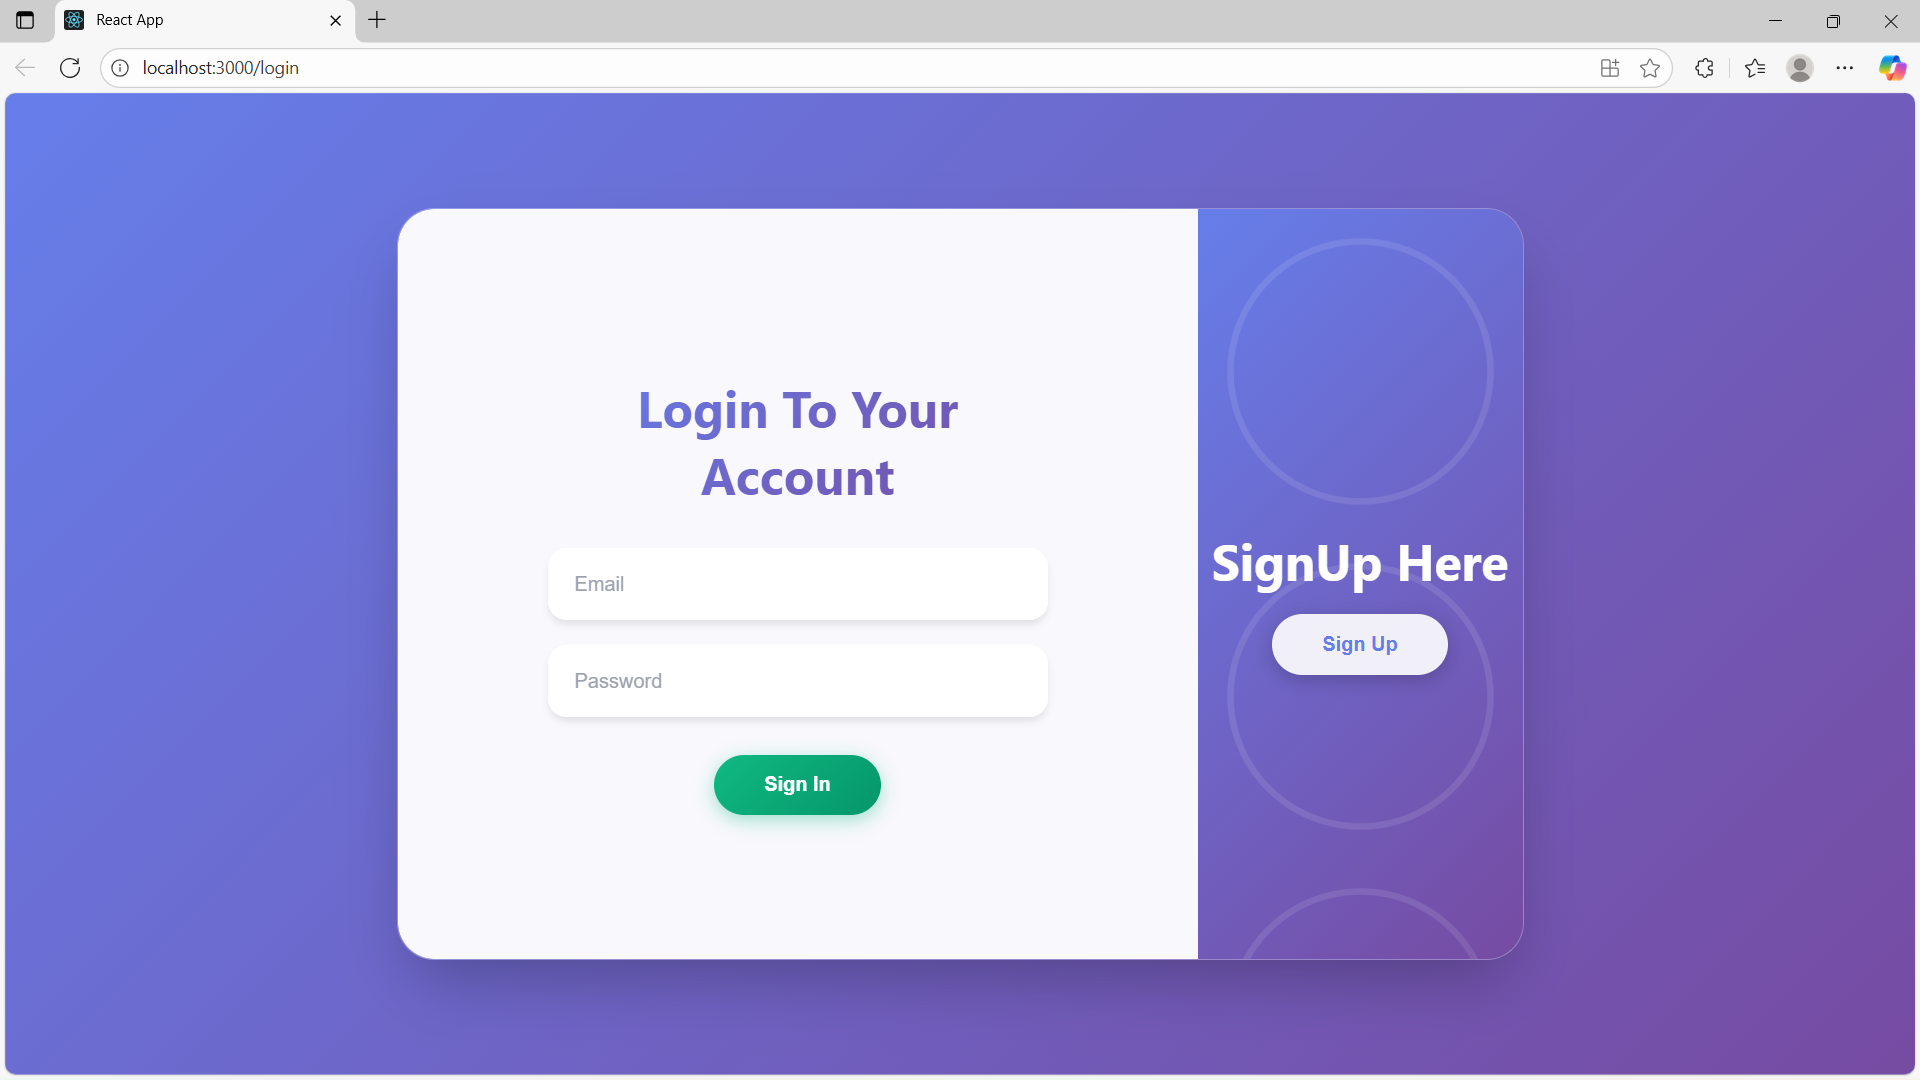 React App
localhost:3000/login
Login To Your
Account
Email
Password
Sign In
SignUp Here
Sign Up